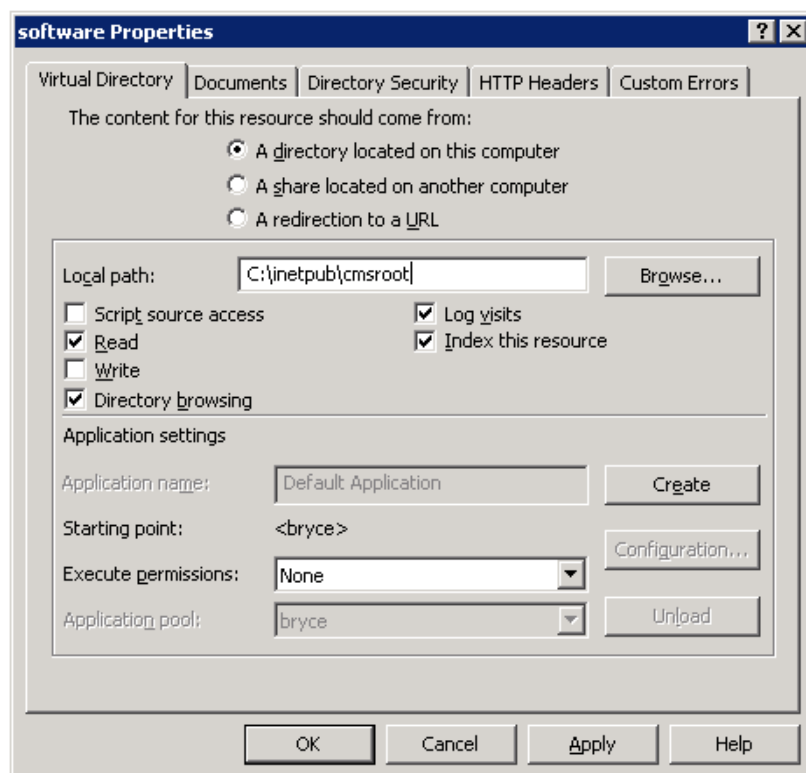 software Properties
Virtual Directory Documents Directory Security HTTP Headers Custom Errors
The content for this resource should come from:
A directory located on this computer
A share located on another computer
A redirection to a URL
Local path: C:\inetpub\cmsroot Browse...
Script source access Log visits
Read Index this resource
Write
Directory browsing
Application settings
Application name: Default Application Create
Starting point: <bryce>
Configuration...
Execute permissions: None
Application pool: bryce Unload
OK Cancel Apply Help